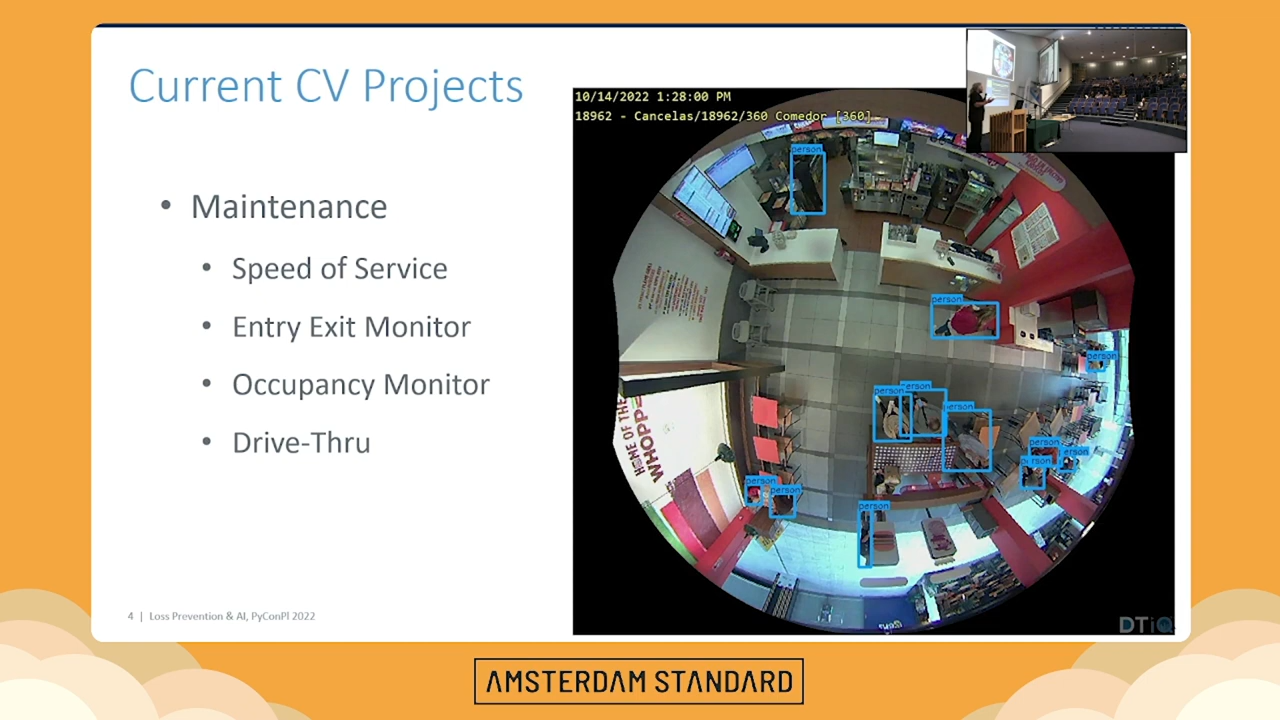 Current CV Projects
• Maintenance
• Speed of Service
• Entry Exit Monitor
• Occupancy Monitor
• Drive-Thru
4 | Loss Prevention & AI, PyConPl 2022
10/14/2022 1:28:00 PM
18962 - Cancelas/18962/360 Comedor [360]
person
person
person
person
person
person
person
person
person
person
person
HOME OF THE
WHOPPE
DTiQ
AMSTERDAM STANDARD